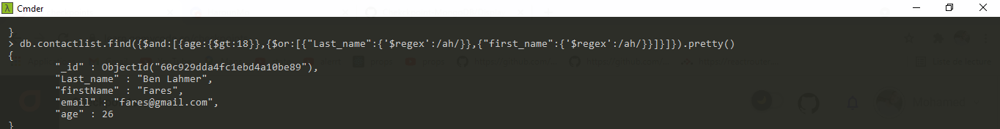 Cmder
}
> db.contactlist.find({$and:[{age:{$gt:18}},{$or:[{"Last_name":{'$regex':/ah/}},{"first_name":{'$regex':/ah/}}]}]}).pretty()
{
"_id" : ObjectId("60c929dda4fc1ebd4a10be89"),
"Last_name" : "Ben Lahmer",
"firstName" : "Fares",
"email" : "fares@gmail.com",
"age" : 26
}